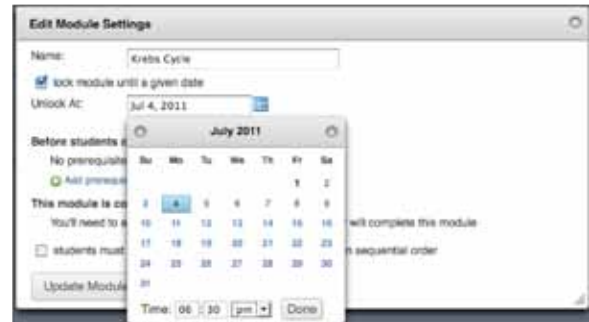 Edit Module Settings
Name: Krebs Cycle
lock module until a given date
Unlock At: Jul 4, 2011
July 2011
Before students
Su Mo Tu We Th Fr Sa
No prerequisite
1 2
Add prerequ
3 4 5 6 7 8 9
This module is co
10 11 12 13 14 15 16
You'll need to will complete this module
17 18 19 20 21 22 23
students must n sequential order
24 25 26 27 28 29 30
31
Update Module
Time: 06 : 30 pm Done